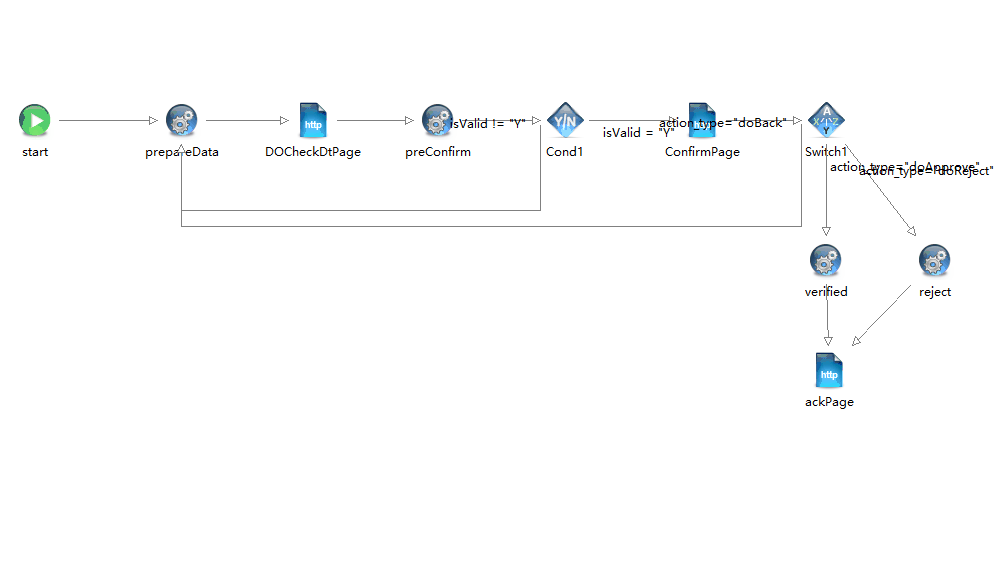 isValid != "Y"
action_type="doBack"
isValid = "Y"
http
Y/N
A
X Z
Y
start
prepareData
DOCheckDtPage
preConfirm
Cond1
ConfirmPage
Switch1
action_type="doApprove"
action_type="doReject"
verified
reject
http
ackPage